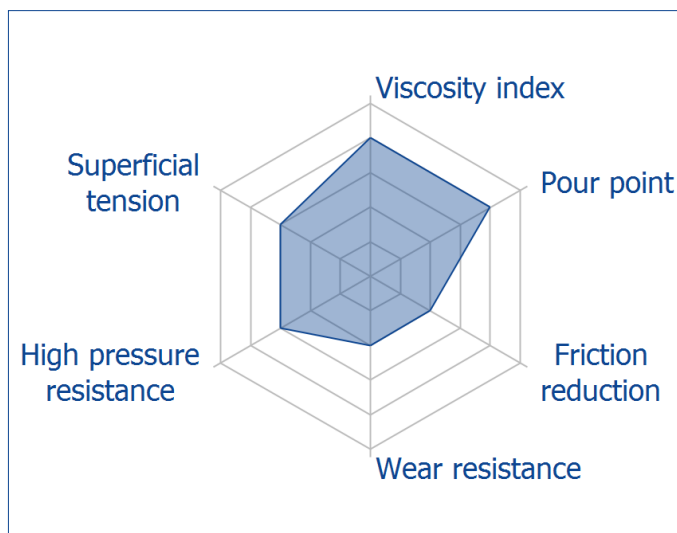 Viscosity index
Superficial
tension
Pour point
High pressure
resistance
Friction
reduction
Wear resistance